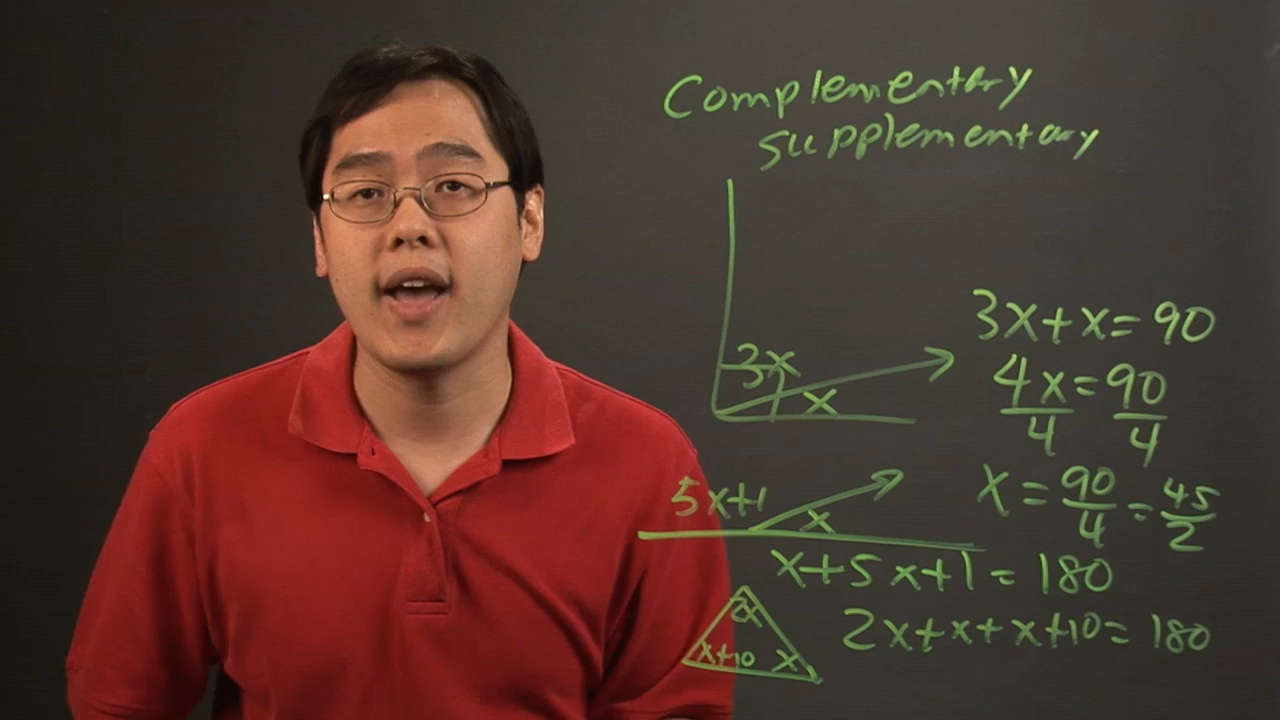 Complementary
supplementary
3x
x
3x+x=90
4x=90
4 4
x=90/4=45/2
5x+1
x
x+5x+1=180
2x
x+10
x
2x+x+x+10=180